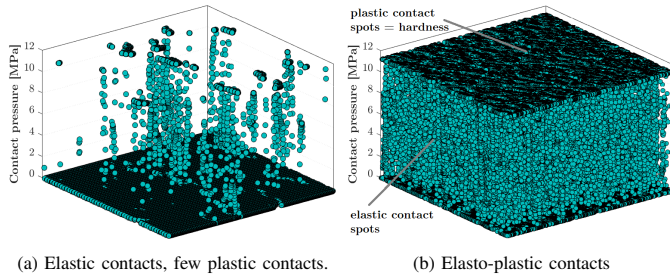 12
10
8
6
4
2
0
Contact pressure [MPa]
plastic contact
spots = hardness
12
10
8
6
4
2
0
Contact pressure [MPa]
elastic contact
spots
(a) Elastic contacts, few plastic contacts.
(b) Elasto-plastic contacts